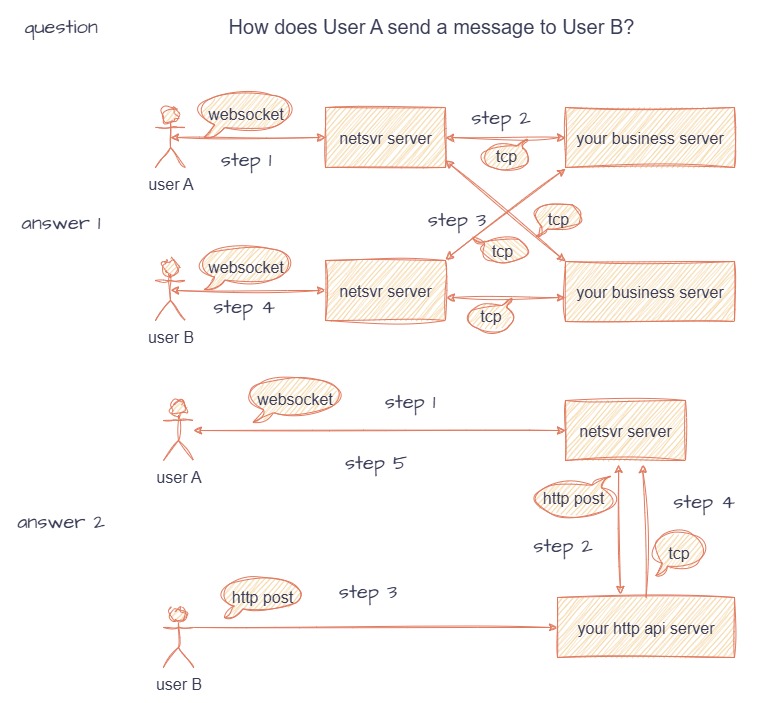 question
How does User A send a message to User B?
websocket
step 1
user A
netsvr server
step 2
tcp
your business server
answer 1
step 3
tcp
tcp
websocket
step 4
user B
netsvr server
tcp
your business server
websocket
step 1
user A
step 5
netsvr server
answer 2
http post
step 2
step 4
tcp
http post
step 3
user B
your http api server